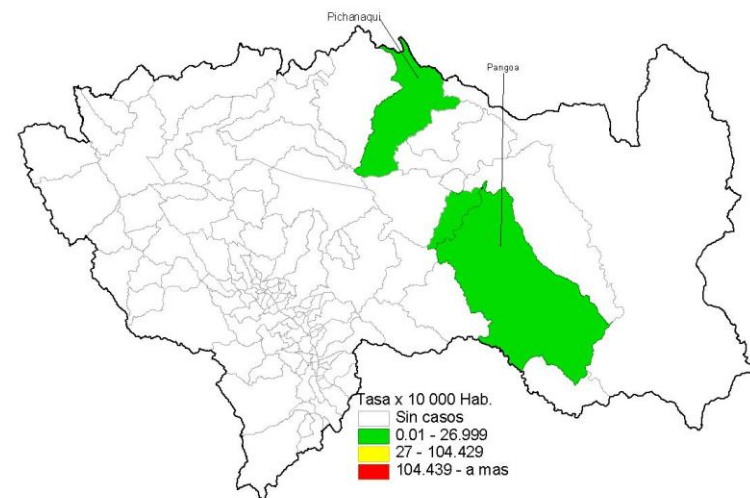 Pichanaqui
Pangoa
Tasa x 10 000 Hab.
Sin casos
0.01 - 26.999
27 - 104.429
104.439 - a mas